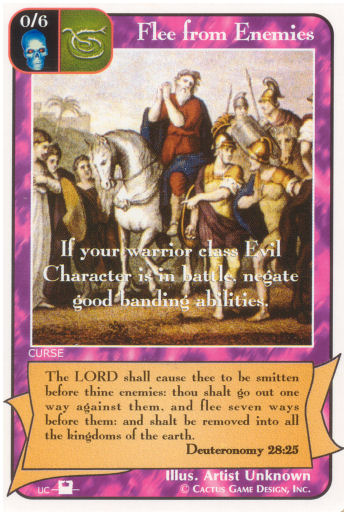 0/6
Flee from Enemies
If your warrior class Evil
Character is in battle, negate
good banding abilities.
CURSE
The LORD shall cause thee to be smitten
before thine enemies: thou shalt go out one
way against them, and flee seven ways
before them: and shalt be removed into all
the kingdoms of the earth.
Deuteronomy 28:25
Illus. Artist Unknown
UC
© CACTUS GAME DESIGN, INC.